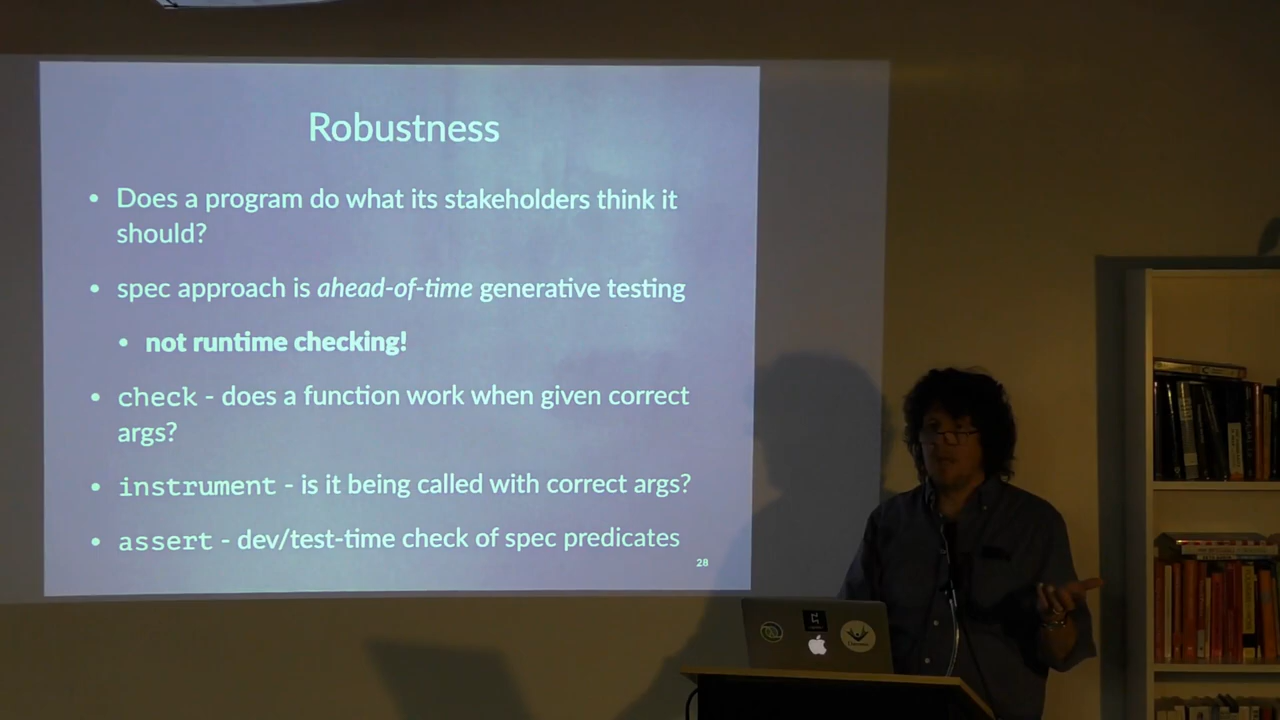 Robustness
• Does a program do what its stakeholders think it
should?
• spec approach is ahead-of-time generative testing
• not runtime checking!
• check - does a function work when given correct
args?
• instrument - is it being called with correct args?
• assert - dev/test-time check of spec predicates
28